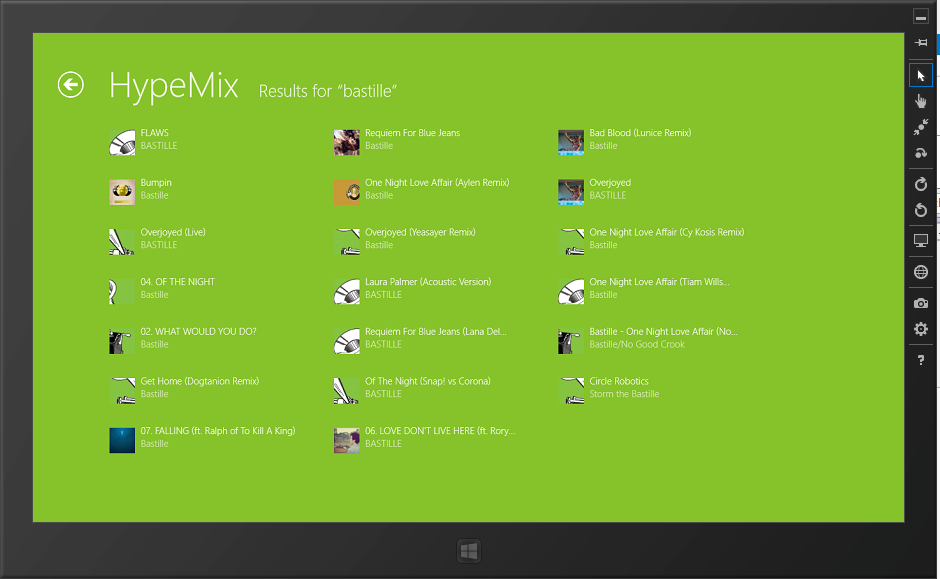 HypeMix Results for “bastille”
FLAWS
BASTILLE
Bumpin
Bastille
Overjoyed (Live)
BASTILLE
04. OF THE NIGHT
Bastille
02. WHAT WOULD YOU DO?
Bastille
Get Home (Dogtanion Remix)
Bastille
07. FALLING (ft. Ralph of To Kill A King)
Bastille
Requiem For Blue Jeans
Bastille
One Night Love Affair (Aylen Remix)
Bastille
Overjoyed (Yeasayer Remix)
Bastille
Laura Palmer (Acoustic Version)
BASTILLE
Requiem For Blue Jeans (Lana Del...
BASTILLE
Of The Night (Snap! vs Corona)
BASTILLE
06. LOVE DON'T LIVE HERE (ft. Rory...
BASTILLE
Bad Blood (Lunice Remix)
Bastille
Overjoyed
BASTILLE
One Night Love Affair (Cy Kosis Remix)
Bastille
One Night Love Affair (Tiam Wills...
Bastille
Bastille - One Night Love Affair (No...
Bastille/No Good Crook
Circle Robotics
Storm the Bastille
?